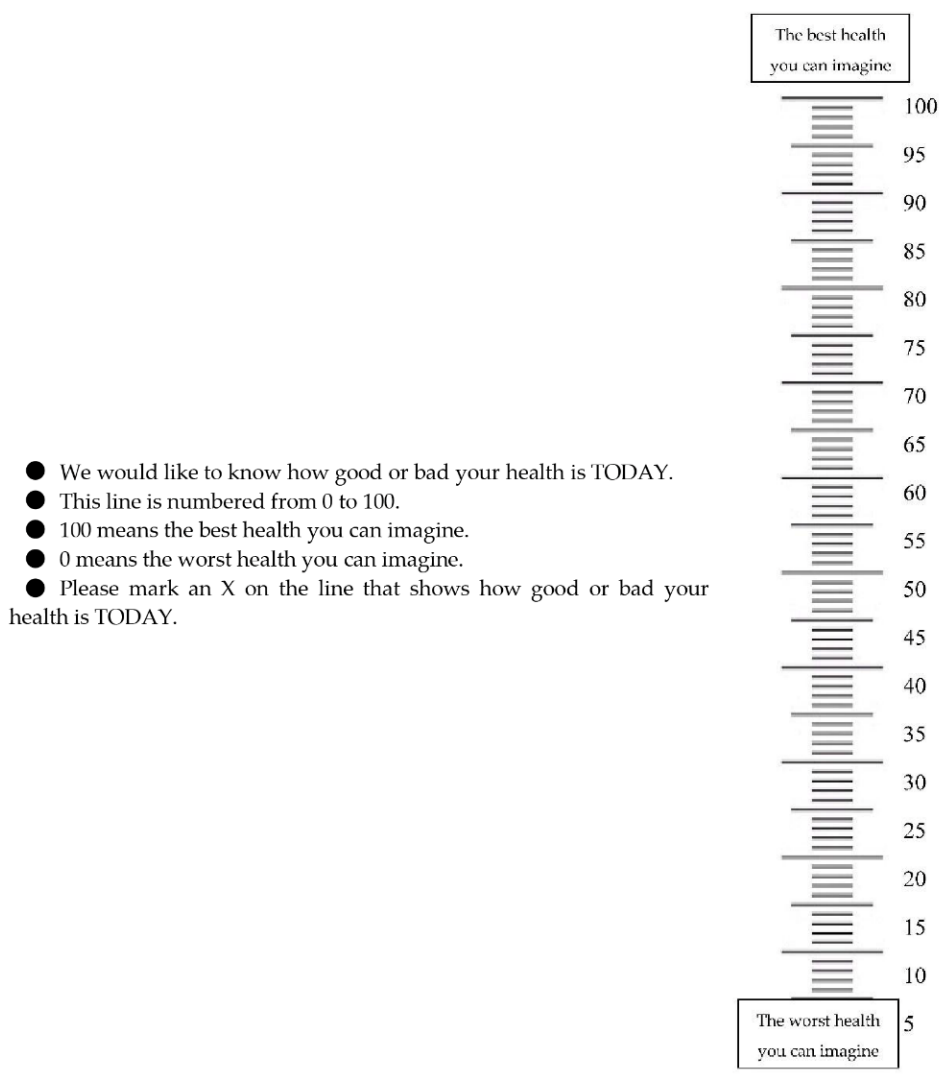 The best health
you can imagine
100
95
90
85
80
75
70
65
60
55
50
45
40
35
30
25
20
15
10
5
● We would like to know how good or bad your health is TODAY.
● This line is numbered from 0 to 100.
● 100 means the best health you can imagine.
● 0 means the worst health you can imagine.
● Please mark an X on the line that shows how good or bad your
health is TODAY.
The worst health
you can imagine